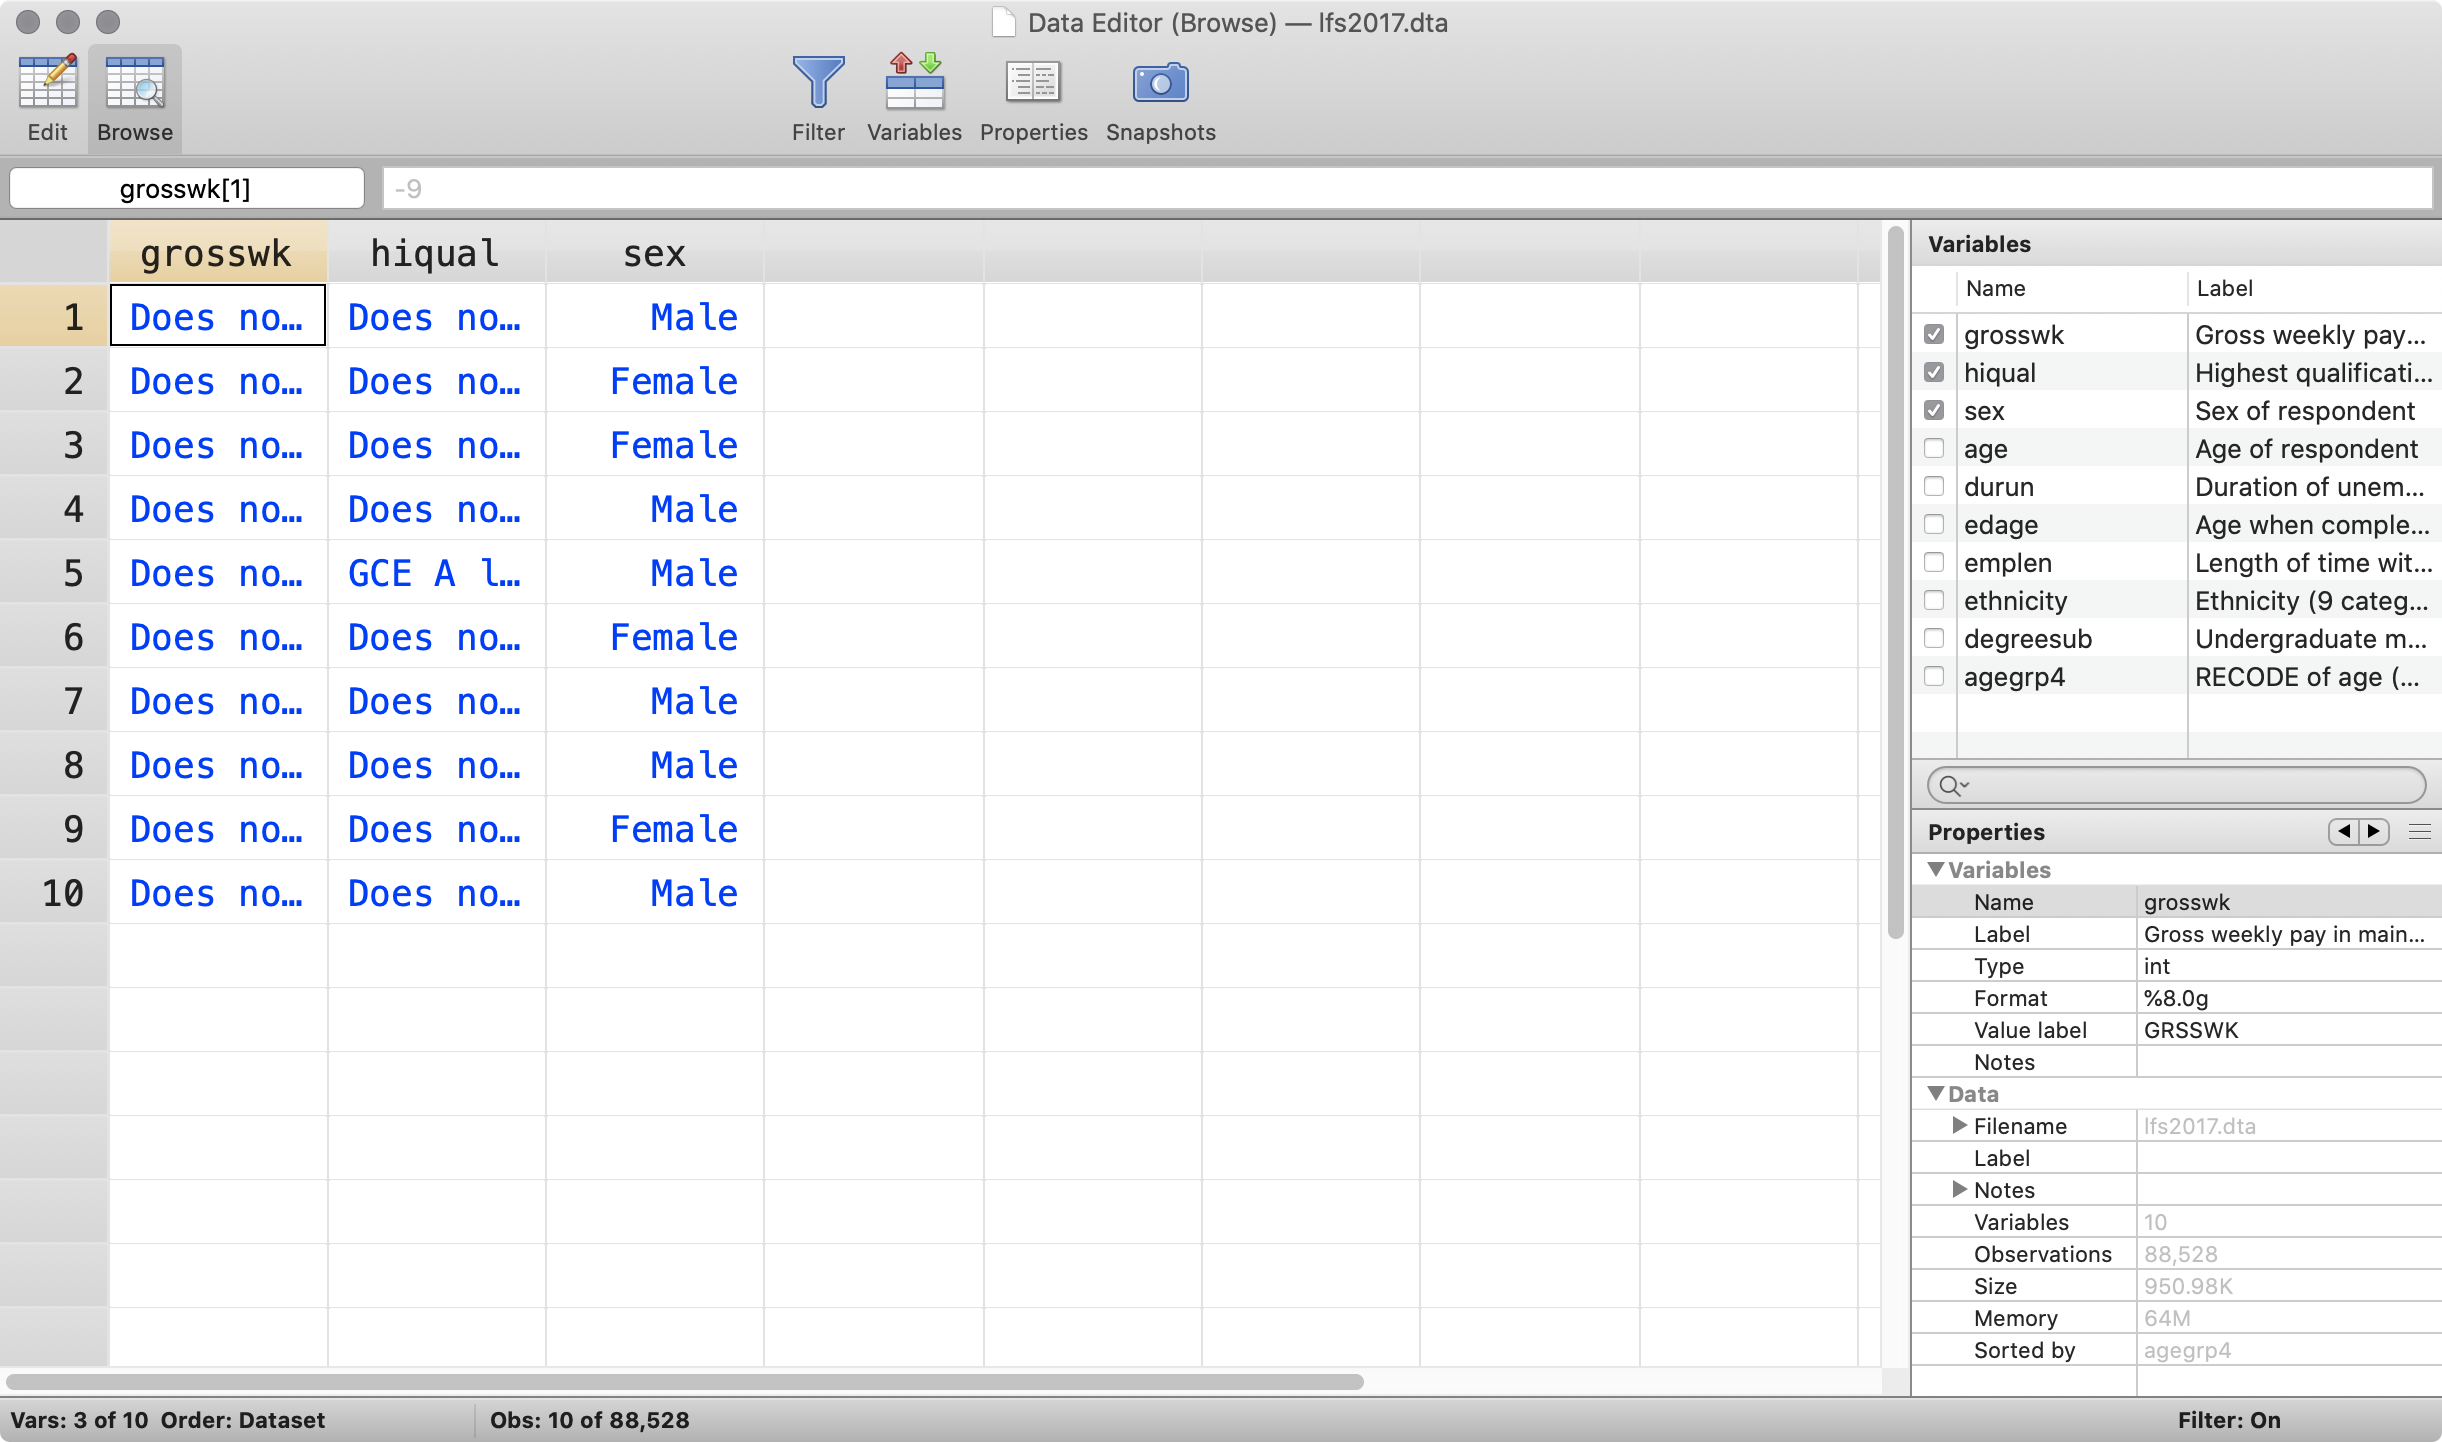 Data Editor (Browse) — lfs2017.dta
Edit Browse Filter Variables Properties Snapshots
grosswk[1] -9
grosswk hiqual sex
1 Does no… Does no… Male
2 Does no… Does no… Female
3 Does no… Does no… Female
4 Does no… Does no… Male
5 Does no… GCE A l… Male
6 Does no… Does no… Female
7 Does no… Does no… Male
8 Does no… Does no… Male
9 Does no… Does no… Female
10 Does no… Does no… Male
Variables
Name Label
grosswk Gross weekly pay…
hiqual Highest qualificati…
sex Sex of respondent
age Age of respondent
durun Duration of unem…
edage Age when comple…
emplen Length of time wit…
ethnicity Ethnicity (9 categ…
degreesub Undergraduate m…
agegrp4 RECODE of age (…
Properties
Variables
Name grosswk
Label Gross weekly pay in main…
Type int
Format %8.0g
Value label GRSSWK
Notes
Data
Filename lfs2017.dta
Label
Notes
Variables 10
Observations 88,528
Size 950.98K
Memory 64M
Sorted by agegrp4
Vars: 3 of 10 Order: Dataset Obs: 10 of 88,528 Filter: On